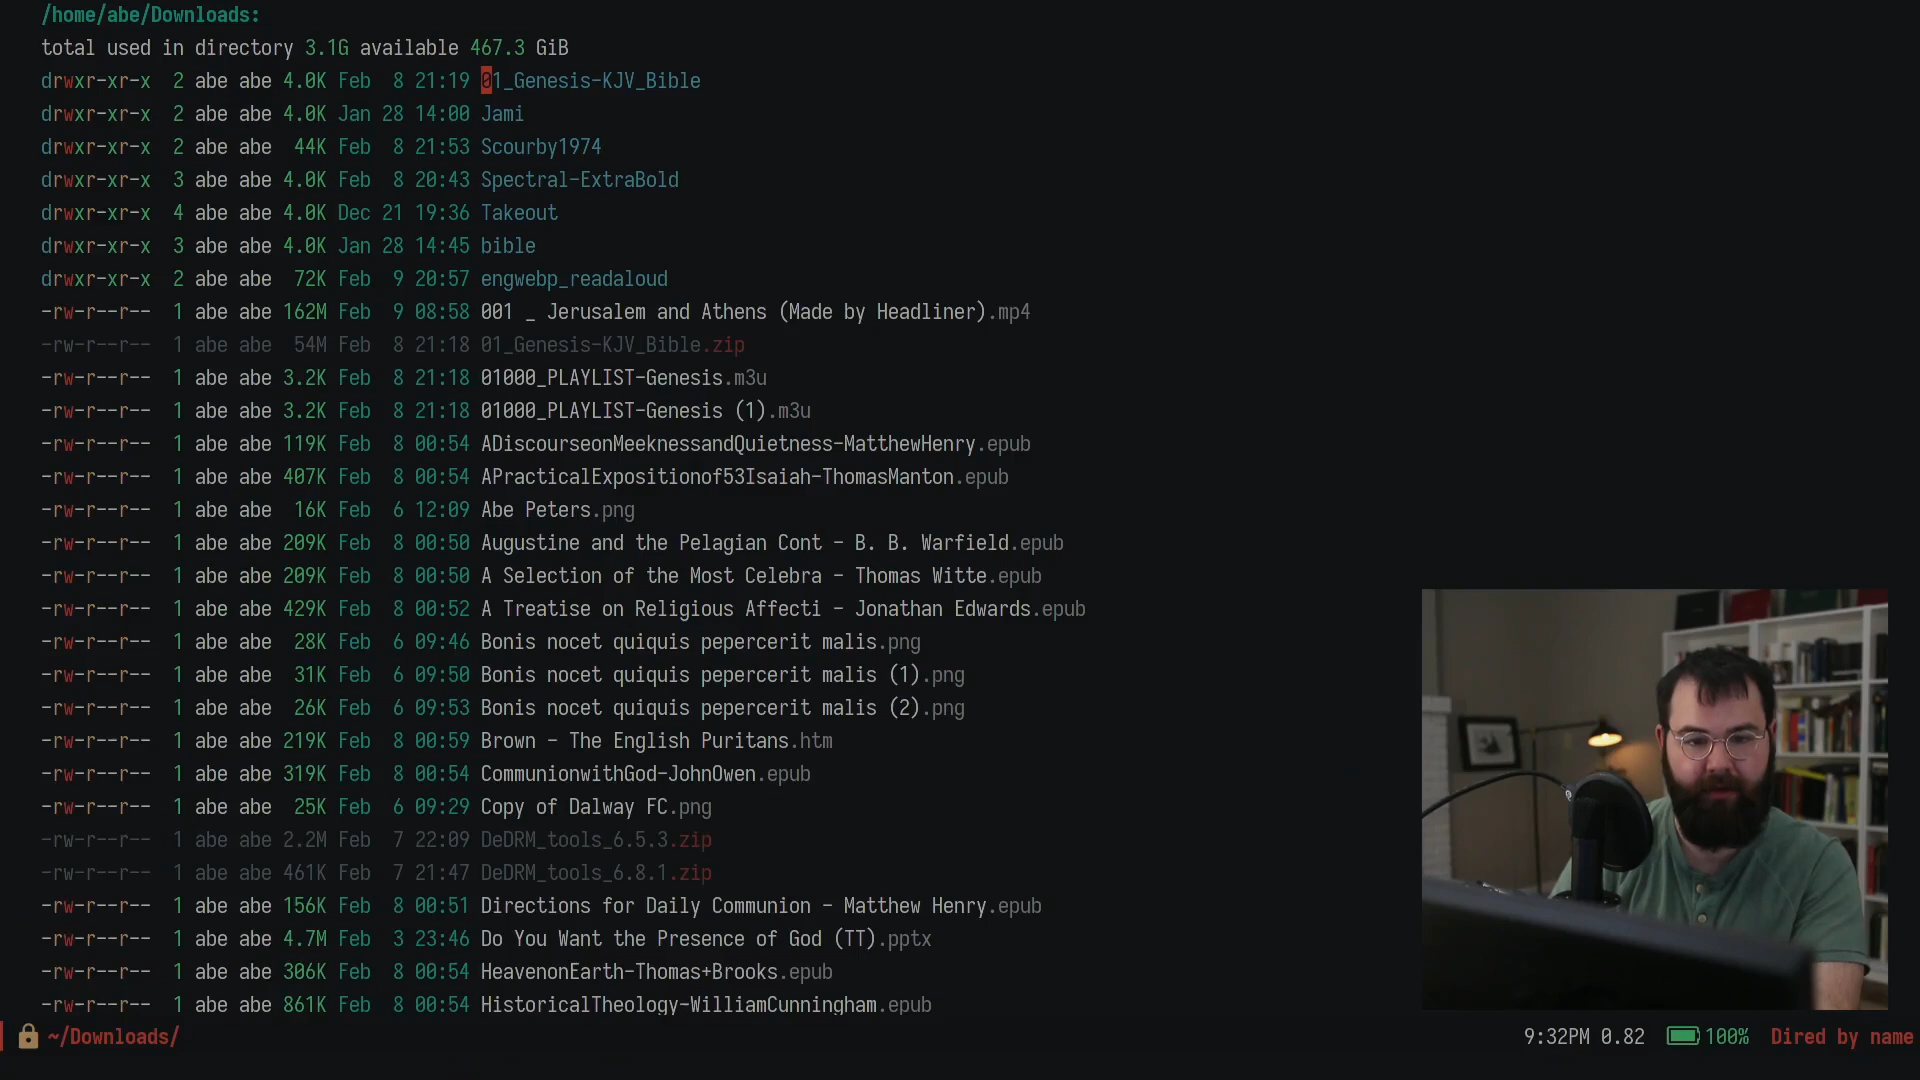 /home/abe/Downloads:
total used in directory 3.1G available 467.3 GiB
drwxr-xr-x  2 abe abe 4.0K Feb  8 21:19 01_Genesis-KJV_Bible
drwxr-xr-x  2 abe abe 4.0K Jan 28 14:00 Jami
drwxr-xr-x  2 abe abe  44K Feb  8 21:53 Scourby1974
drwxr-xr-x  3 abe abe 4.0K Feb  8 20:43 Spectral-ExtraBold
drwxr-xr-x  4 abe abe 4.0K Dec 21 19:36 Takeout
drwxr-xr-x  3 abe abe 4.0K Jan 28 14:45 bible
drwxr-xr-x  2 abe abe  72K Feb  9 20:57 engwebp_readaloud
-rw-r--r--  1 abe abe 162M Feb  9 08:58 001 _ Jerusalem and Athens (Made by Headliner).mp4
-rw-r--r--  1 abe abe  54M Feb  8 21:18 01_Genesis-KJV_Bible.zip
-rw-r--r--  1 abe abe 3.2K Feb  8 21:18 01000_PLAYLIST-Genesis.m3u
-rw-r--r--  1 abe abe 3.2K Feb  8 21:18 01000_PLAYLIST-Genesis (1).m3u
-rw-r--r--  1 abe abe 119K Feb  8 00:54 ADiscourseonMeeknessandQuietness-MatthewHenry.epub
-rw-r--r--  1 abe abe 407K Feb  8 00:54 APracticalExpositionof53Isaiah-ThomasManton.epub
-rw-r--r--  1 abe abe  16K Feb  6 12:09 Abe Peters.png
-rw-r--r--  1 abe abe 209K Feb  8 00:50 Augustine and the Pelagian Cont - B. B. Warfield.epub
-rw-r--r--  1 abe abe 209K Feb  8 00:50 A Selection of the Most Celebra - Thomas Witte.epub
-rw-r--r--  1 abe abe 429K Feb  8 00:52 A Treatise on Religious Affecti - Jonathan Edwards.epub
-rw-r--r--  1 abe abe  28K Feb  6 09:46 Bonis nocet quiquis pepercerit malis.png
-rw-r--r--  1 abe abe  31K Feb  6 09:50 Bonis nocet quiquis pepercerit malis (1).png
-rw-r--r--  1 abe abe  26K Feb  6 09:53 Bonis nocet quiquis pepercerit malis (2).png
-rw-r--r--  1 abe abe 219K Feb  8 00:59 Brown - The English Puritans.htm
-rw-r--r--  1 abe abe 319K Feb  8 00:54 CommunionwithGod-JohnOwen.epub
-rw-r--r--  1 abe abe  25K Feb  6 09:29 Copy of Dalway FC.png
-rw-r--r--  1 abe abe 2.2M Feb  7 22:09 DeDRM_tools_6.5.3.zip
-rw-r--r--  1 abe abe 461K Feb  7 21:47 DeDRM_tools_6.8.1.zip
-rw-r--r--  1 abe abe 156K Feb  8 00:51 Directions for Daily Communion - Matthew Henry.epub
-rw-r--r--  1 abe abe 4.7M Feb  3 23:46 Do You Want the Presence of God (TT).pptx
-rw-r--r--  1 abe abe 306K Feb  8 00:54 HeavenonEarth-Thomas+Brooks.epub
-rw-r--r--  1 abe abe 861K Feb  8 00:54 HistoricalTheology-WilliamCunningham.epub
~/Downloads/ 9:32PM 0.82 100% Dired by name